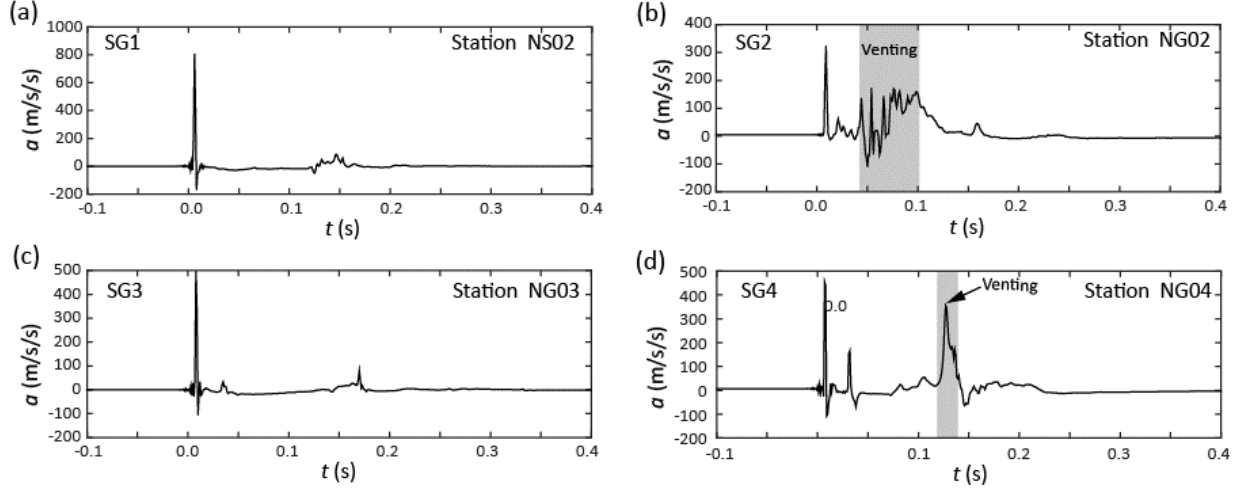 (a)
1000
800
600
400
200
0
-200
a (m/s/s)
SG1 Station NS02
-0.1 0.0 0.1 0.2 0.3 0.4
t (s)
(b)
400
300
200
100
0
-100
-200
a (m/s/s)
SG2 Venting Station NG02
-0.1 0.0 0.1 0.2 0.3 0.4
t (s)
(c)
500
400
300
200
100
0
-100
-200
a (m/s/s)
SG3 Station NG03
-0.1 0.0 0.1 0.2 0.3 0.4
t (s)
(d)
500
400
300
200
100
0
-100
-200
a (m/s/s)
SG4 Venting Station NG04
0.0
-0.1 0.0 0.1 0.2 0.3 0.4
t (s)